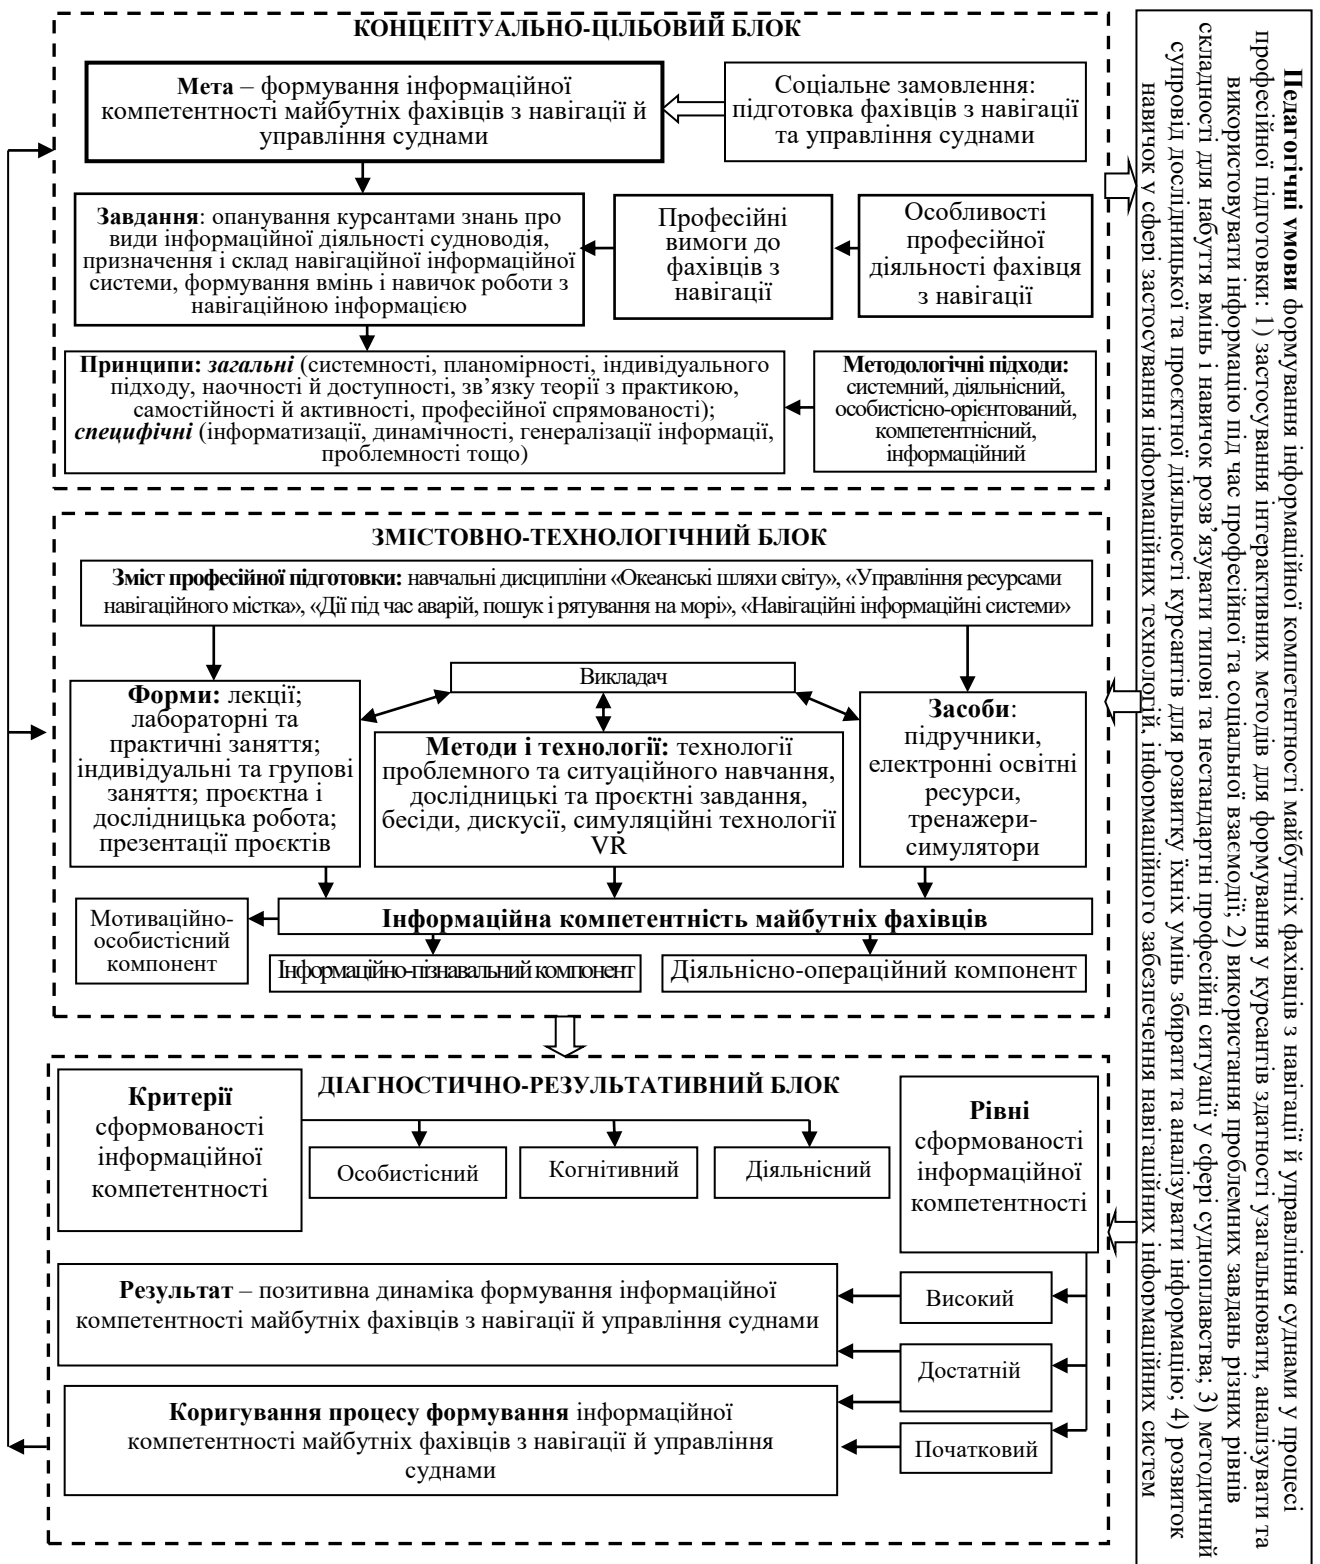 КОНЦЕПТУАЛЬНО-ЦІЛЬОВИЙ БЛОК
Мета – формування інформаційної
компетентності майбутніх фахівців з навігації й
управління суднами
Соціальне замовлення:
підготовка фахівців з навігації
та управління суднами
Завдання: опанування курсантами знань про
види інформаційної діяльності судноводія,
призначення і склад навігаційної інформаційної
системи, формування вмінь і навичок роботи з
навігаційною інформацією
Професійні
вимоги до
фахівців з
навігації
Особливості
професійної
діяльності фахівця
з навігації
Принципи: загальні (системності, планомірності, індивідуального
підходу, наочності й доступності, зв’язку теорії з практикою,
самостійності й активності, професійної спрямованості);
специфічні (інформатизації, динамічності, генералізації інформації,
проблемності тощо)
Методологічні підходи:
системний, діяльнісний,
особистісно-орієнтований,
компетентнісний,
інформаційний
ЗМІСТОВНО-ТЕХНОЛОГІЧНИЙ БЛОК
Зміст професійної підготовки: навчальні дисципліни «Океанські шляхи світу», «Управління ресурсами
навігаційного містка», «Дії під час аварій, пошук і рятування на морі», «Навігаційні інформаційні системи»
Форми: лекції;
лабораторні та
практичні заняття;
індивідуальні та групові
заняття; проєктна і
дослідницька робота;
презентації проєктів
Викладач
Методи і технології: технології
проблемного та ситуаційного навчання,
дослідницькі та проєктні завдання,
бесіди, дискусії, симуляційні технології
VR
Засоби:
підручники,
електронні освітні
ресурси,
тренажери-
симулятори
Мотиваційно-
особистісний
компонент
Інформаційна компетентність майбутніх фахівців
Інформаційно-пізнавальний компонент
Діяльнісно-операційний компонент
ДІАГНОСТИЧНО-РЕЗУЛЬТАТИВНИЙ БЛОК
Критерії
сформованості
інформаційної
компетентності
Особистісний
Когнітивний
Діяльнісний
Рівні
сформованості
інформаційної
компетентності
Результат – позитивна динаміка формування інформаційної
компетентності майбутніх фахівців з навігації й управління суднами
Високий
Достатній
Коригування процесу формування інформаційної
компетентності майбутніх фахівців з навігації й управління
суднами
Початковий
Педагогічні умови формування інформаційної компетентності майбутніх фахівців з навігації й управління суднами у процесі
професійної підготовки: 1) застосування інтерактивних методів для формування у курсантів здатності узагальнювати, аналізувати та
використовувати інформацію під час професійної та соціальної взаємодії; 2) використання проблемних завдань різних рівнів
складності для набуття вмінь і навичок розв’язувати типові та нестандартні професійні ситуації у сфері судноплавства; 3) методичний
супровід дослідницької та проєктної діяльності курсантів для розвитку їхніх умінь збирати та аналізувати інформацію; 4) розвиток
навичок у сфері застосування інформаційних технологій, інформаційного забезпечення навігаційних інформаційних систем